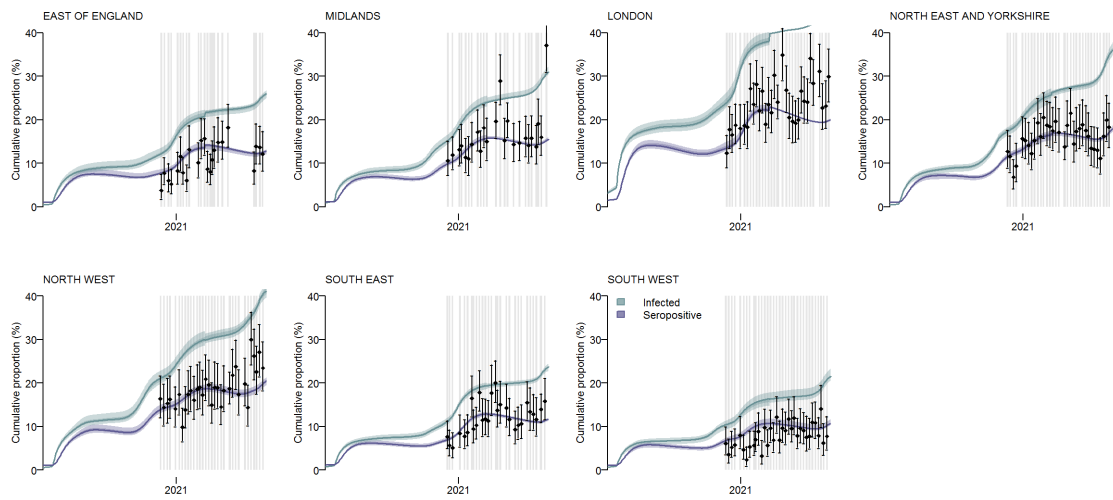 EAST OF ENGLAND
Cumulative proportion (%)
40
30
20
10
0
2021
MIDLANDS
Cumulative proportion (%)
40
30
20
10
0
2021
LONDON
Cumulative proportion (%)
40
30
20
10
0
2021
NORTH EAST AND YORKSHIRE
Cumulative proportion (%)
40
30
20
10
0
2021
NORTH WEST
Cumulative proportion (%)
40
30
20
10
0
2021
SOUTH EAST
Cumulative proportion (%)
40
30
20
10
0
2021
SOUTH WEST
Cumulative proportion (%)
40
30
20
10
0
Infected
Seropositive
2021